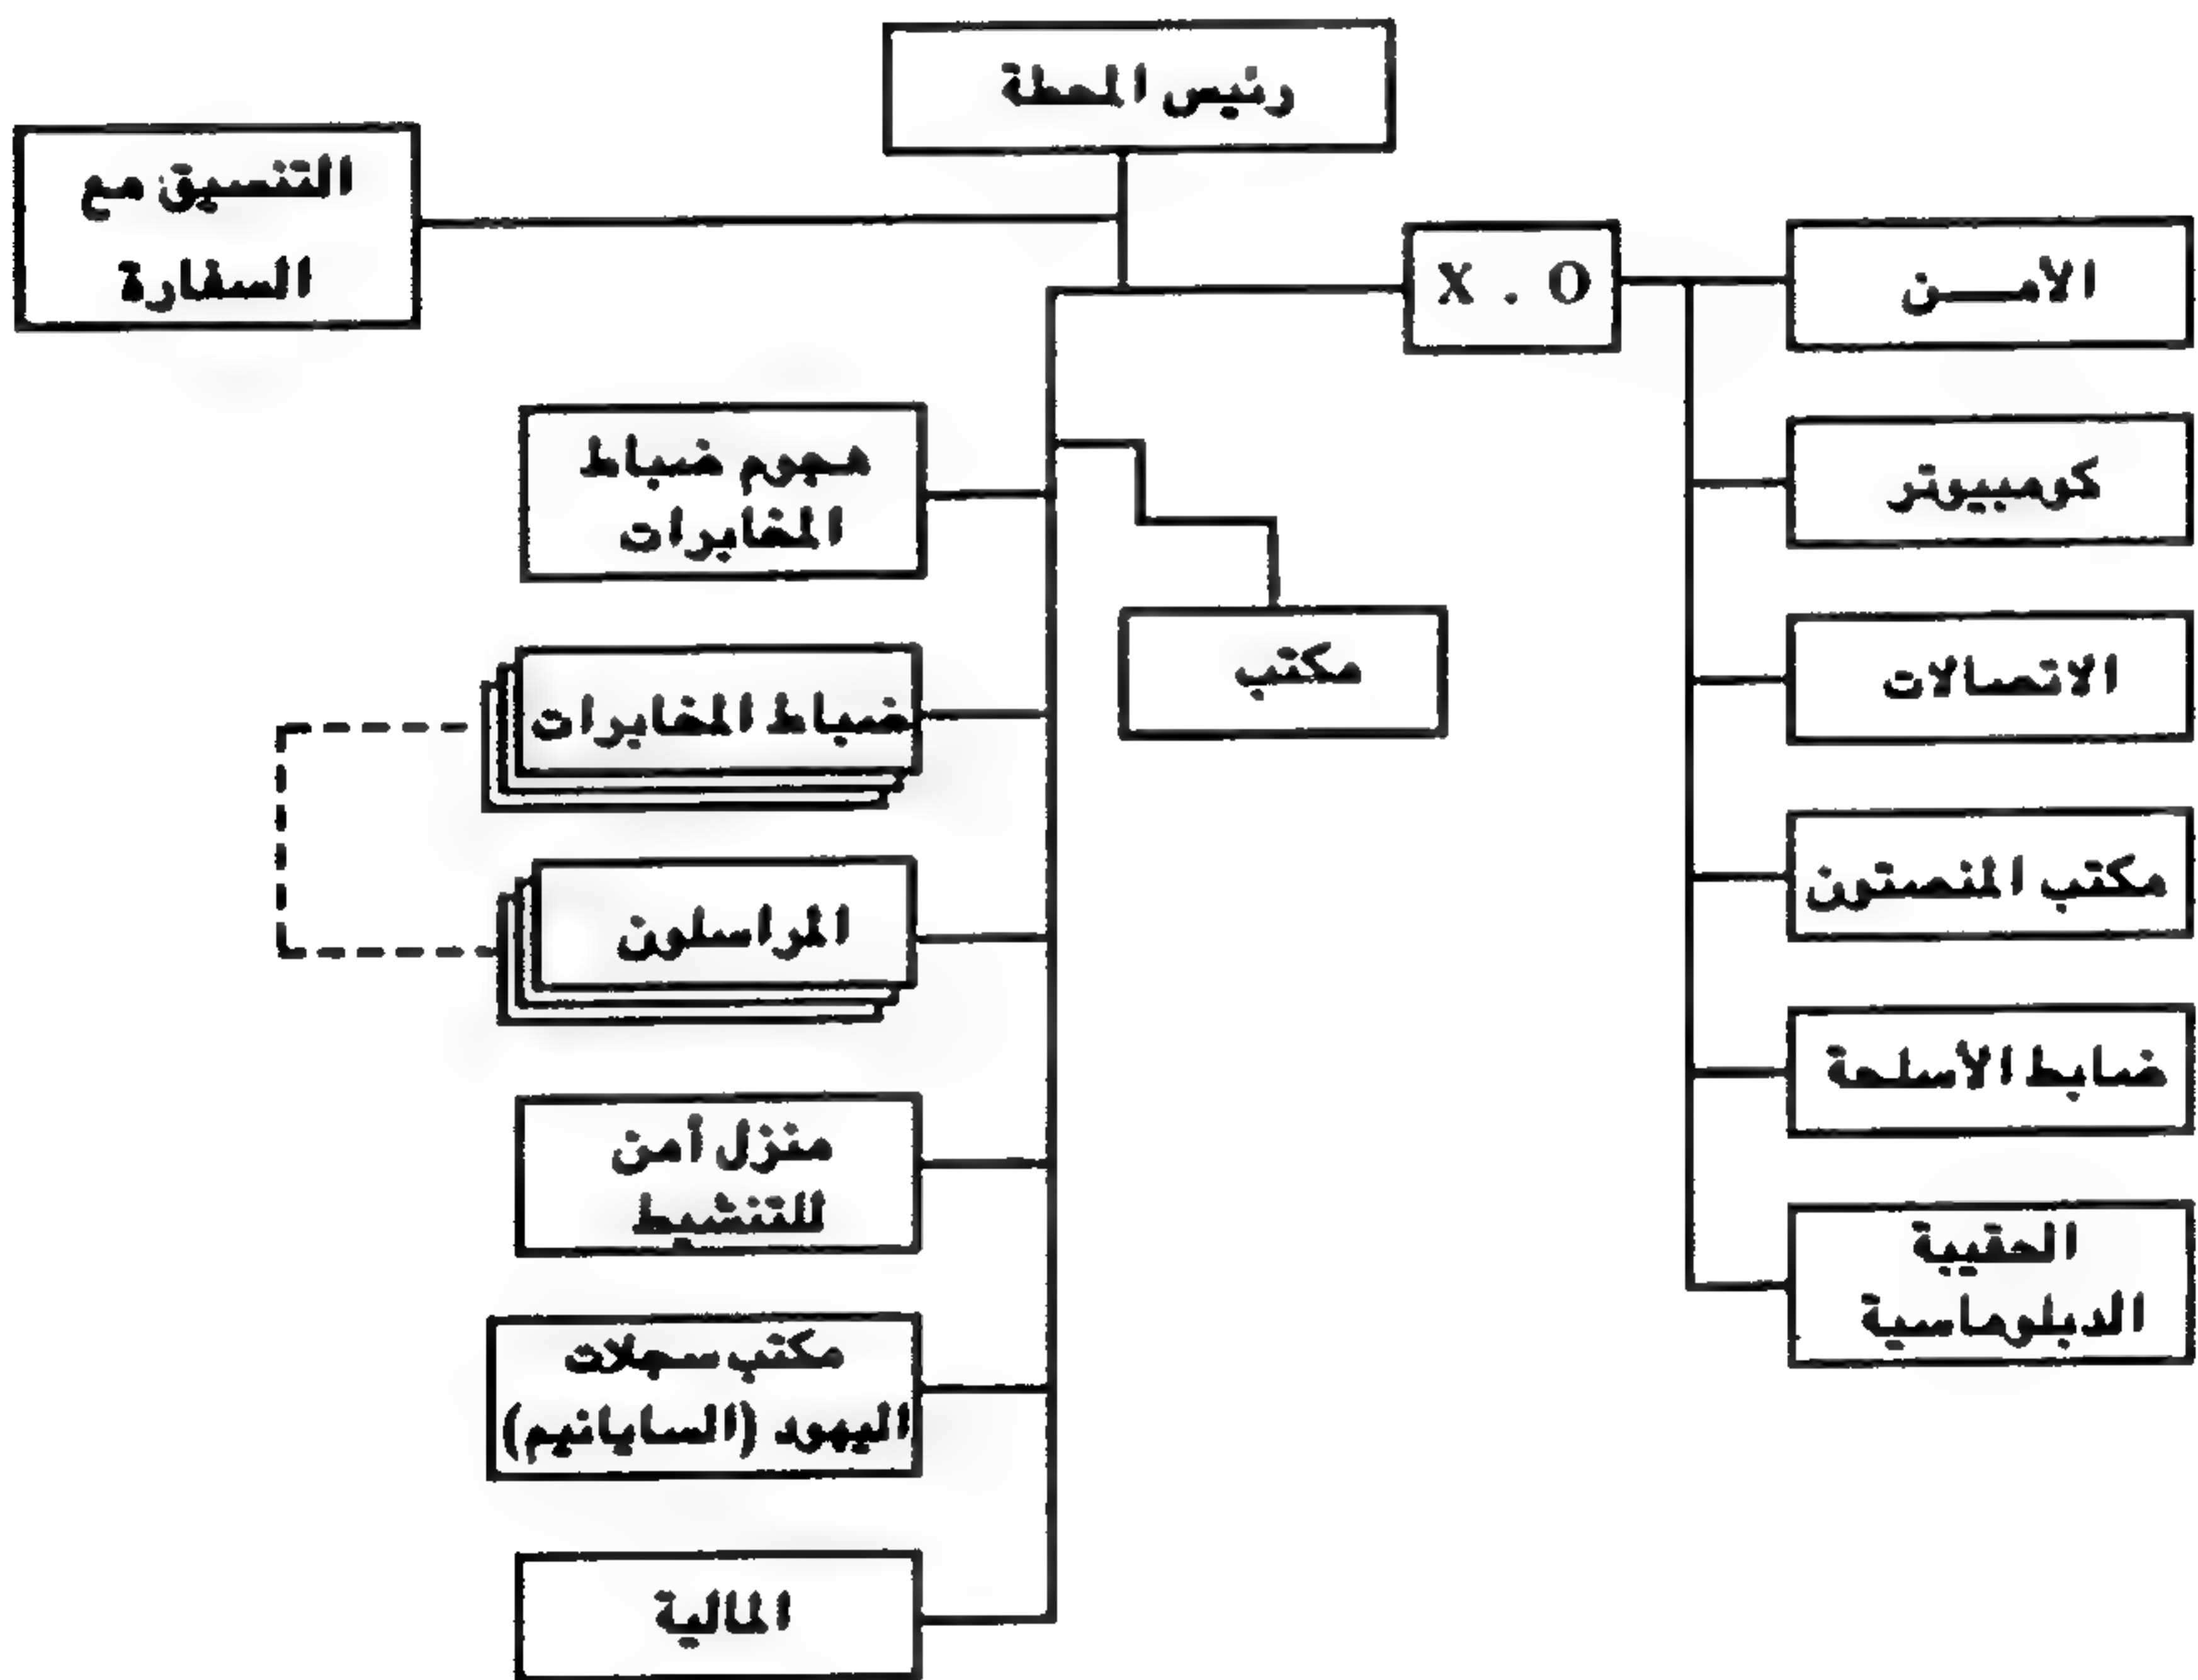 رئيس المحطة
التنسيق مع
السفارة
X . O
الأمـــن
كومبيوتر
الاتصالات
مكتب المنصتون
ضابط الأسلحة
الحقيبة
الدبلوماسية
هجوم ضباط
المخابرات
مكتب
ضباط المخابرات
المراسلون
منزل أمن
للتنشيط
مكتب سجلات
اليهود (السايانيم)
المالية